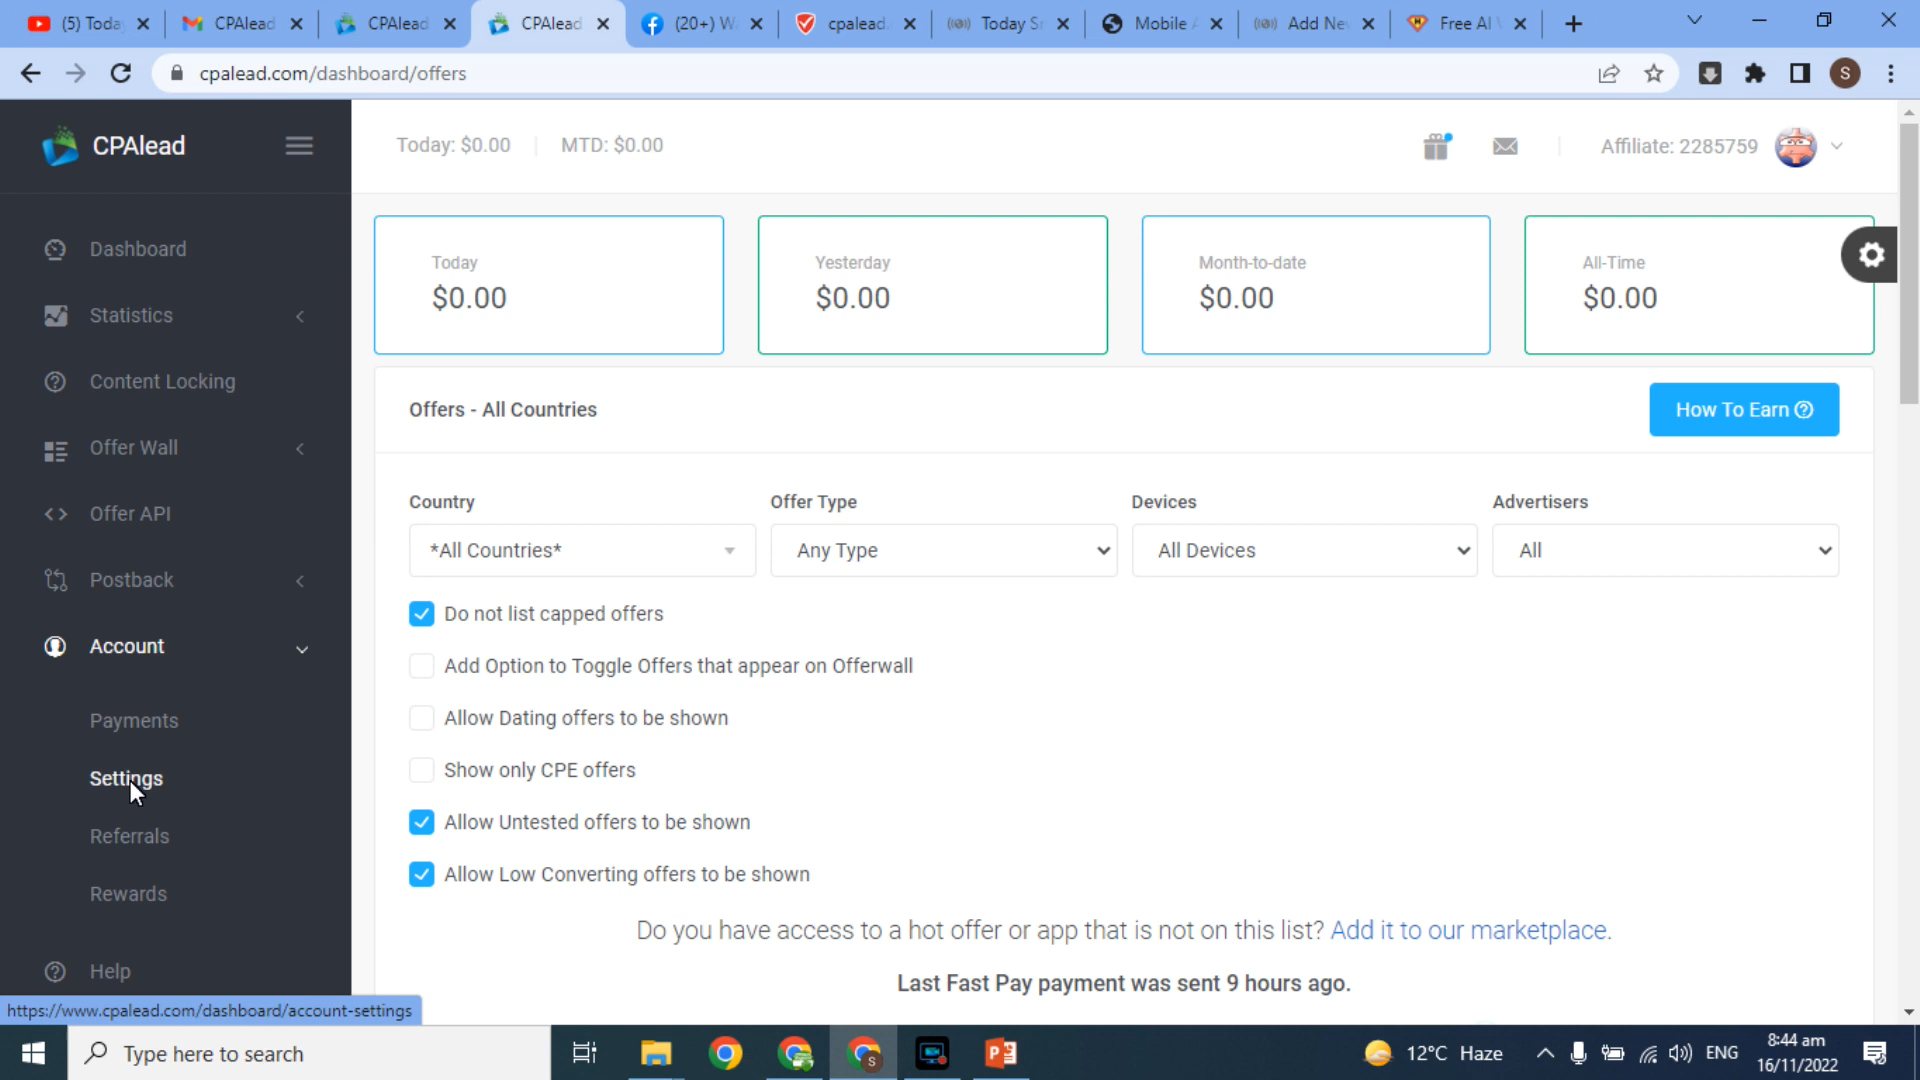 (5) Toda
CPAlead
CPAlead
CPAlead
(20+) W
cpalead.
Today Sr
Mobile A
Add Ne
Free AI
cpalead.com/dashboard/offers
S
CPAlead
Today: $0.00
MTD: $0.00
Affiliate: 2285759
Dashboard
Statistics
Content Locking
Offer Wall
Offer API
Postback
Account
Payments
Settings
Referrals
Rewards
Help
Today
$0.00
Yesterday
$0.00
Month-to-date
$0.00
All-Time
$0.00
Offers - All Countries
How To Earn
Country
Offer Type
Devices
Advertisers
*All Countries*
Any Type
All Devices
All
Do not list capped offers
Add Option to Toggle Offers that appear on Offerwall
Allow Dating offers to be shown
Show only CPE offers
Allow Untested offers to be shown
Allow Low Converting offers to be shown
Do you have access to a hot offer or app that is not on this list? Add it to our marketplace.
Last Fast Pay payment was sent 9 hours ago.
https://www.cpalead.com/dashboard/account-settings
Type here to search
12°C Haze
ENG
8:44 am
16/11/2022